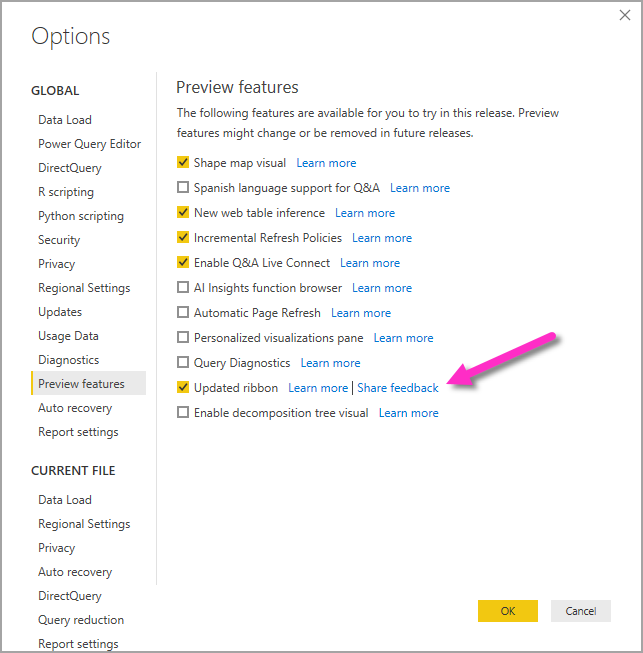 Options
GLOBAL
Data Load
Power Query Editor
DirectQuery
R scripting
Python scripting
Security
Privacy
Regional Settings
Updates
Usage Data
Diagnostics
Preview features
Auto recovery
Report settings
CURRENT FILE
Data Load
Regional Settings
Privacy
Auto recovery
DirectQuery
Query reduction
Report settings
Preview features
The following features are available for you to try in this release. Preview
features might change or be removed in future releases.
Shape map visual Learn more
Spanish language support for Q&A Learn more
New web table inference Learn more
Incremental Refresh Policies Learn more
Enable Q&A Live Connect Learn more
AI Insights function browser Learn more
Automatic Page Refresh Learn more
Personalized visualizations pane Learn more
Query Diagnostics Learn more
Updated ribbon Learn more | Share feedback
Enable decomposition tree visual Learn more
OK Cancel